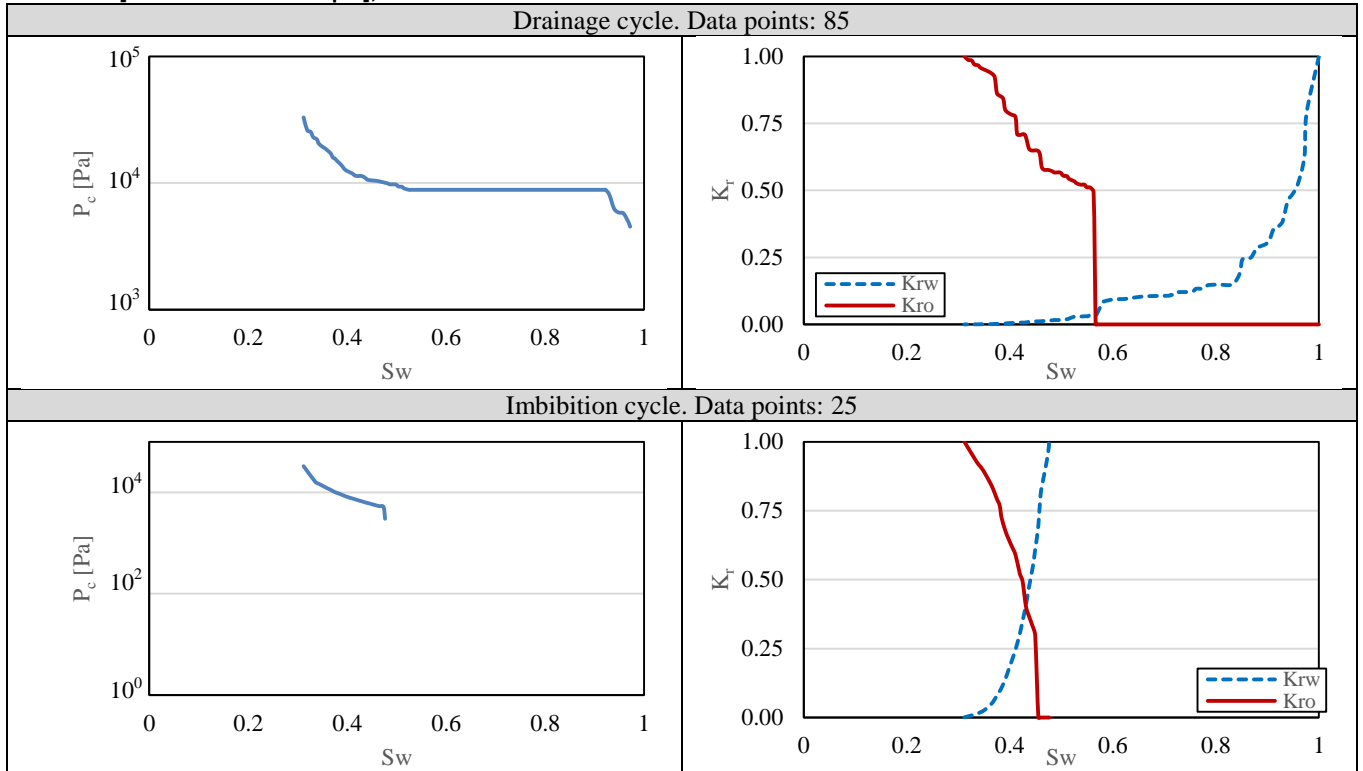 Drainage cycle. Data points: 85
10^5
10^4
10^3
P_c [Pa]
0 0.2 0.4 0.6 0.8 1
Sw
1.00
0.75
0.50
0.25
0.00
K_r
Krw
Kro
0 0.2 0.4 0.6 0.8 1
Sw
Imbibition cycle. Data points: 25
10^4
10^2
10^0
P_c [Pa]
0 0.2 0.4 0.6 0.8 1
Sw
1.00
0.75
0.50
0.25
0.00
K_r
Krw
Kro
0 0.2 0.4 0.6 0.8 1
Sw